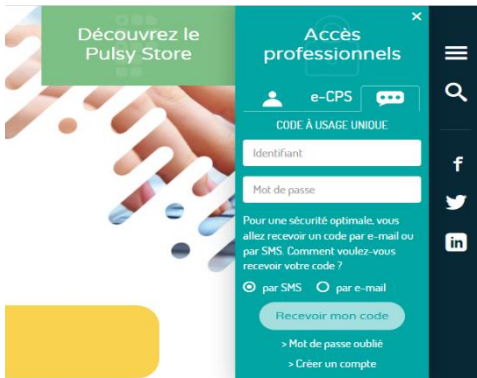 Découvrez le
Pulsy Store
×
Accès
professionnels
e-CPS
CODE À USAGE UNIQUE
Identifiant
Mot de passe
Pour une sécurité optimale, vous
allez recevoir un code par e-mail ou
par SMS. Comment voulez-vous
recevoir votre code ?
par SMS par e-mail
Recevoir mon code
> Mot de passe oublié
> Créer un compte
f
in